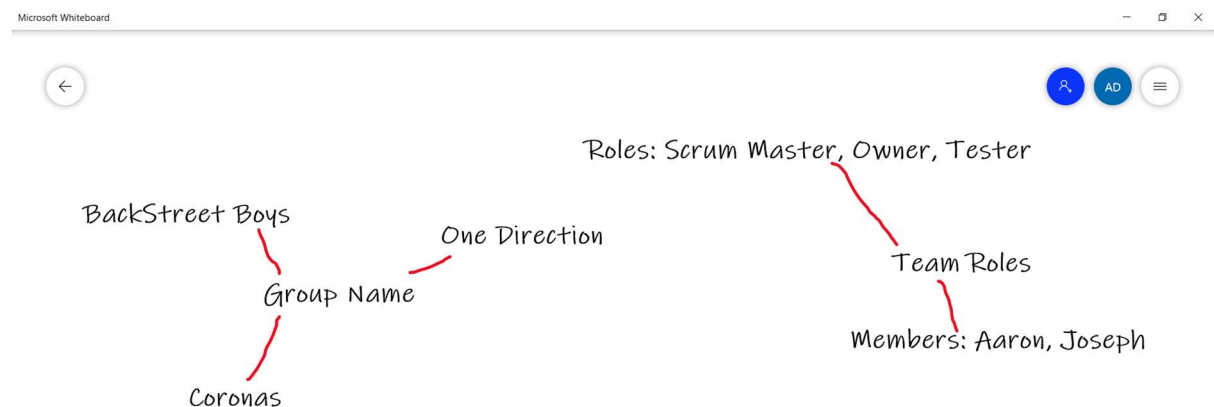 Microsoft Whiteboard
AD
Roles: Scrum Master, Owner, Tester
BackStreet Boys
One Direction
Team Roles
Group Name
Members: Aaron, Joseph
Coronas